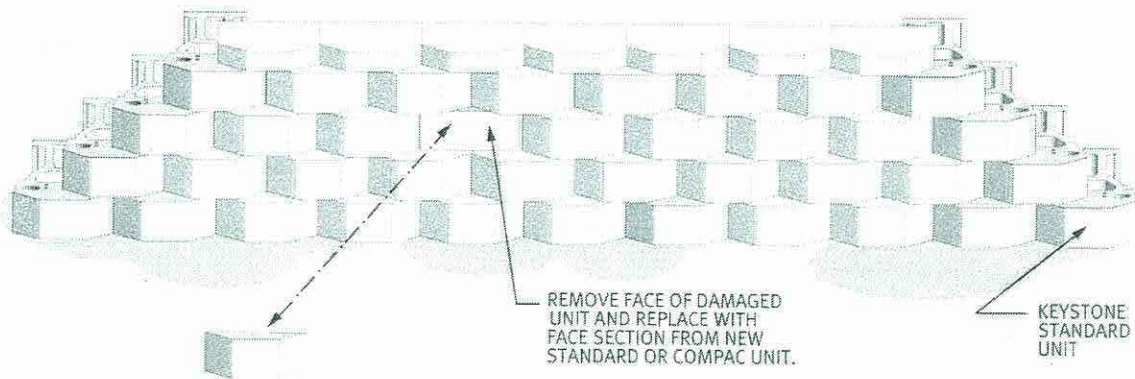 REMOVE FACE OF DAMAGED
UNIT AND REPLACE WITH
FACE SECTION FROM NEW
STANDARD OR COMPAC UNIT.
KEYSTONE
STANDARD
UNIT